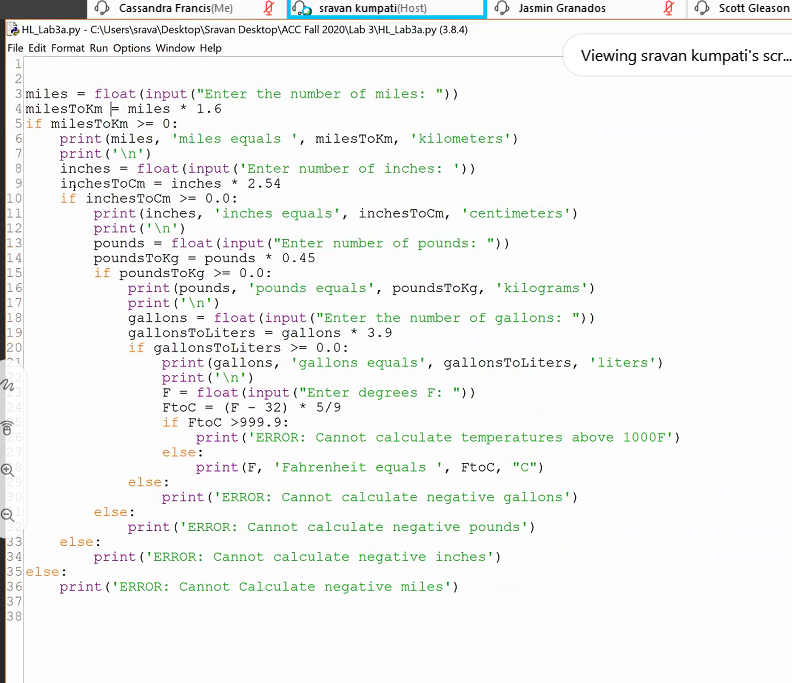 Cassandra Francis(Me) sravan kumpati(Host) Jasmin Granados Scott Gleason
HL_Lab3a.py - C:\Users\srava\Desktop\Sravan Desktop\ACC Fall 2020\Lab 3\HL_Lab3a.py (3.8.4)
File Edit Format Run Options Window Help
Viewing sravan kumpati's scr...
1
2
3 miles = float(input("Enter the number of miles: "))
4 milesToKm = miles * 1.6
5 if milesToKm >= 0:
6     print(miles, 'miles equals ', milesToKm, 'kilometers')
7     print('\n')
8     inches = float(input('Enter number of inches: '))
9     inchesToCm = inches * 2.54
10     if inchesToCm >= 0.0:
11         print(inches, 'inches equals', inchesToCm, 'centimeters')
12         print('\n')
13         pounds = float(input("Enter number of pounds: "))
14         poundsToKg = pounds * 0.45
15         if poundsToKg >= 0.0:
16             print(pounds, 'pounds equals', poundsToKg, 'kilograms')
17             print('\n')
18             gallons = float(input("Enter the number of gallons: "))
19             gallonsToLiters = gallons * 3.9
20             if gallonsToLiters >= 0.0:
21                 print(gallons, 'gallons equals', gallonsToLiters, 'liters')
2                 print('\n')
3                 F = float(input("Enter degrees F: "))
24                 FtoC = (F - 32) * 5/9
5                 if FtoC >999.9:
26                     print('ERROR: Cannot calculate temperatures above 1000F')
27                 else:
8                     print(F, 'Fahrenheit equals ', FtoC, "C")
29             else:
30                 print('ERROR: Cannot calculate negative gallons')
1         else:
32             print('ERROR: Cannot calculate negative pounds')
33     else:
34         print('ERROR: Cannot calculate negative inches')
35 else:
36     print('ERROR: Cannot Calculate negative miles')
37
38